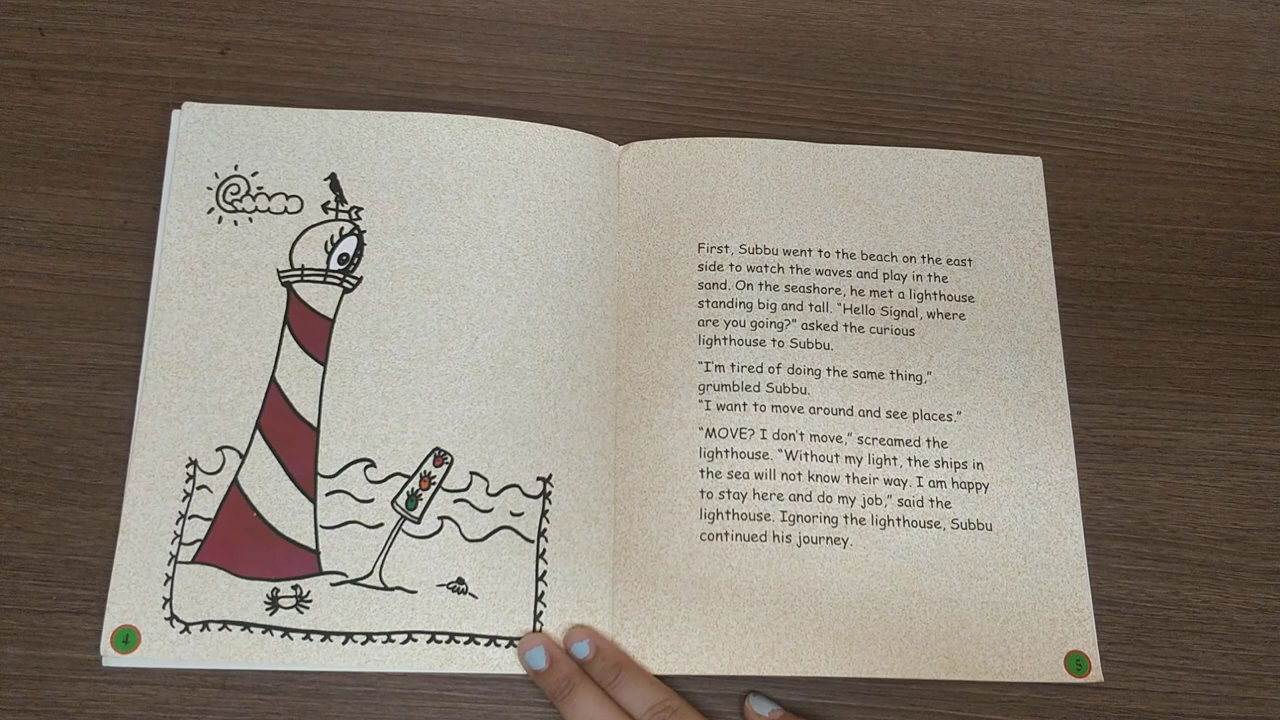 4
First, Subbu went to the beach on the east
side to watch the waves and play in the
sand. On the seashore, he met a lighthouse
standing big and tall. “Hello Signal, where
are you going?” asked the curious
lighthouse to Subbu.
“I’m tired of doing the same thing,”
grumbled Subbu.
“I want to move around and see places.”
“MOVE? I don’t move,” screamed the
lighthouse. “Without my light, the ships in
the sea will not know their way. I am happy
to stay here and do my job,” said the
lighthouse. Ignoring the lighthouse, Subbu
continued his journey.
5